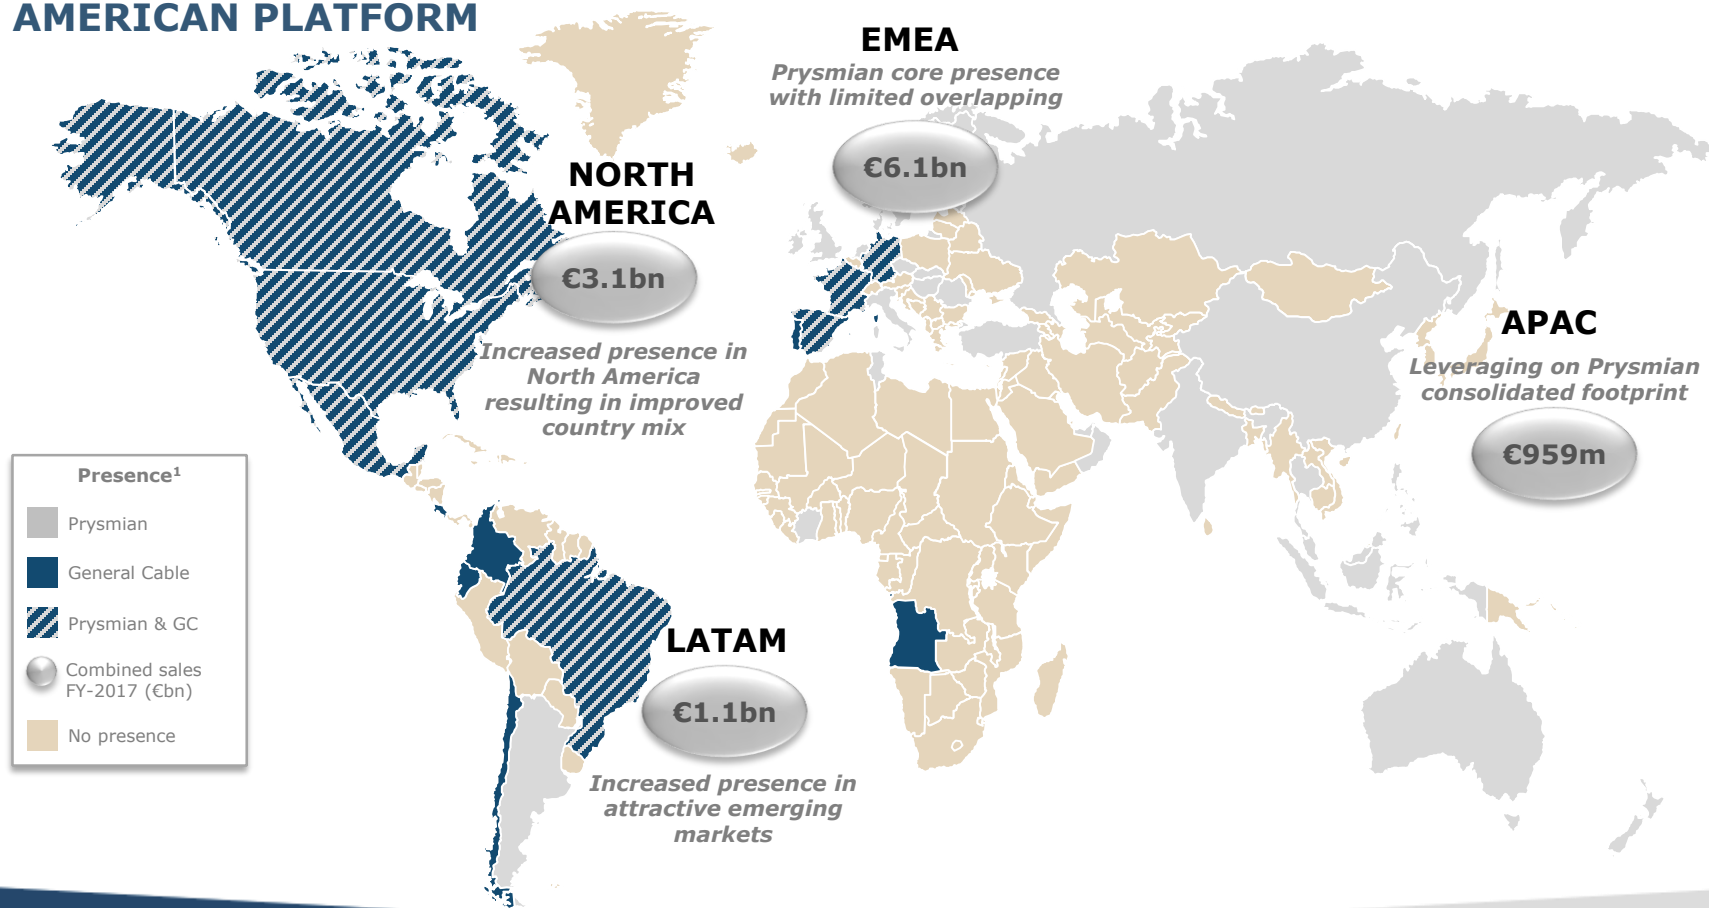 AMERICAN PLATFORM
EMEA
Prysmian core presence
with limited overlapping
€6.1bn
NORTH
AMERICA
€3.1bn
Increased presence in
North America
resulting in improved
country mix
APAC
Leveraging on Prysmian
consolidated footprint
€959m
Presence¹
Prysmian
General Cable
Prysmian & GC
Combined sales
FY-2017 (€bn)
No presence
LATAM
€1.1bn
Increased presence in
attractive emerging
markets